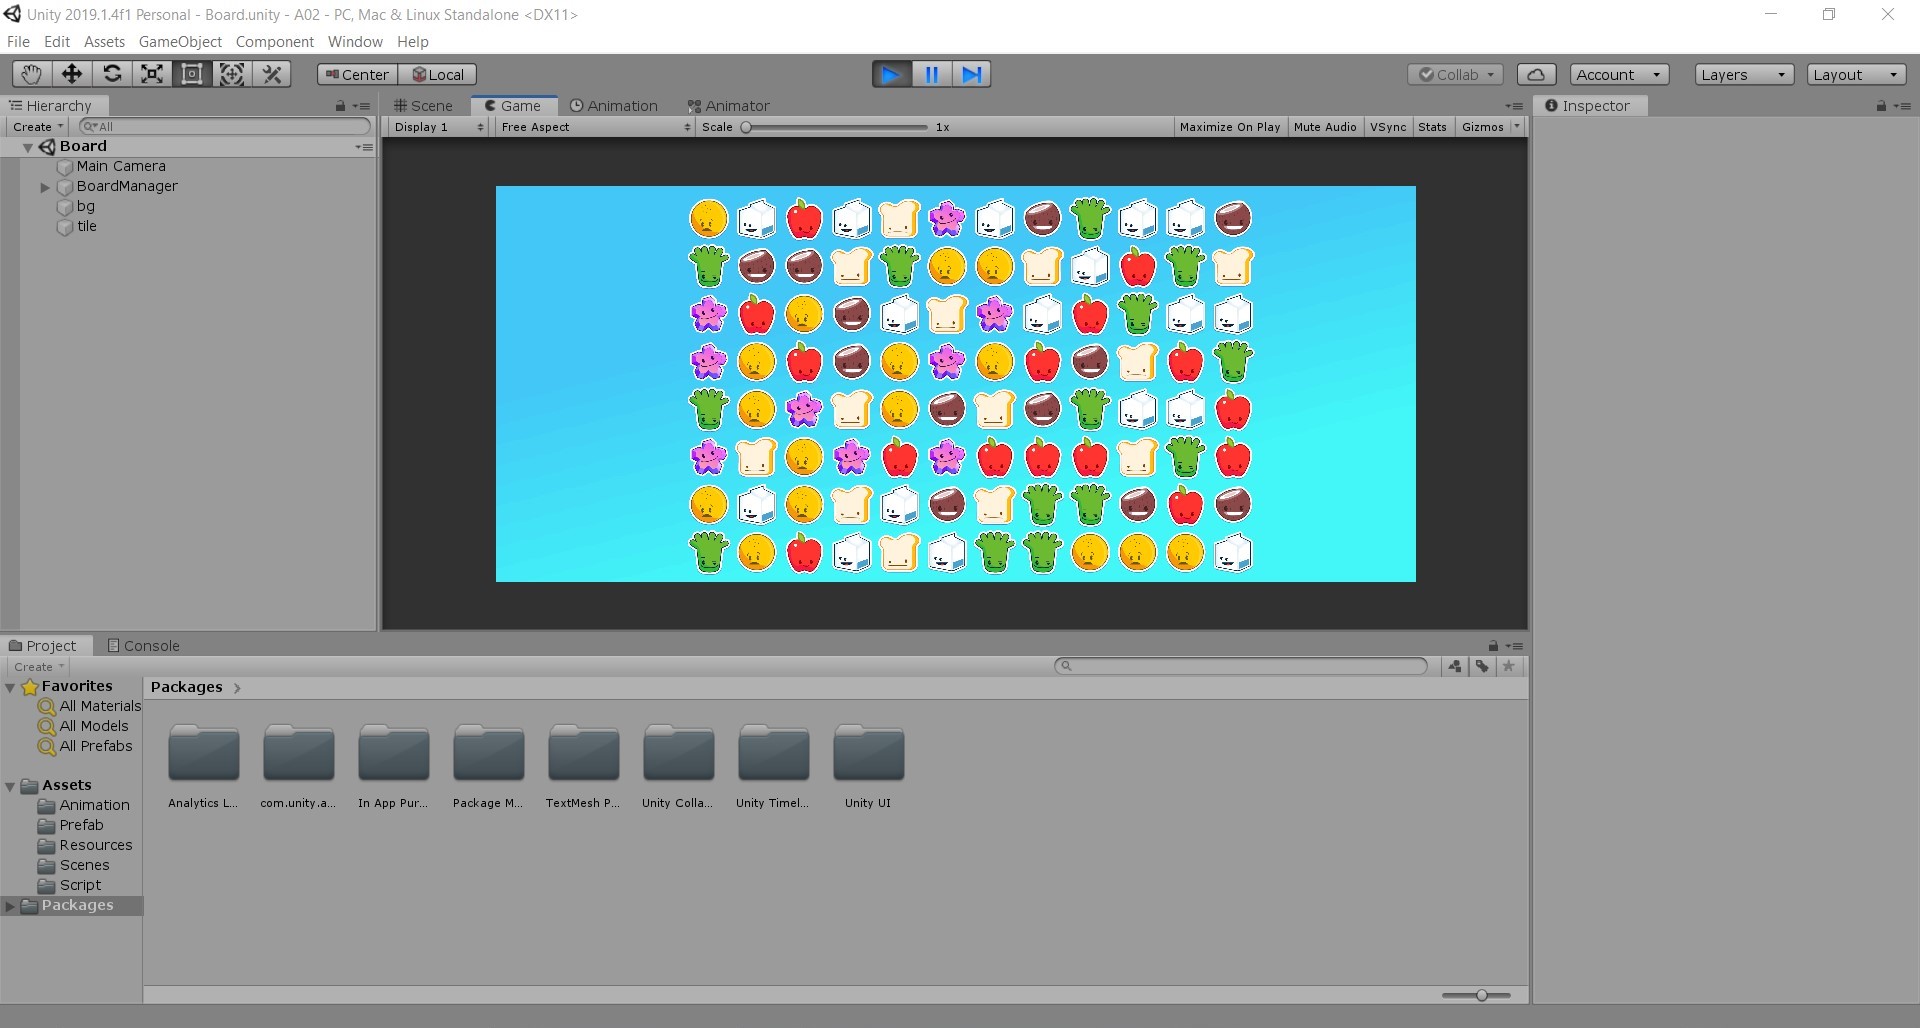 Unity 2019.1.4f1 Personal - Board.unity - A02 - PC, Mac & Linux Standalone <DX11>
File Edit Assets GameObject Component Window Help
Center Local Collab Account Layers Layout
Hierarchy Scene Game Animation Animator Inspector
Create All Display 1 Free Aspect Scale 1x Maximize On Play Mute Audio VSync Stats Gizmos
Board
Main Camera
BoardManager
bg
tile
Project Console
Create
Favorites Packages
All Materials
All Models
All Prefabs
Assets
Animation Analytics L... com.unity.a... In App Pur... Package M... TextMesh P... Unity Colla... Unity Timel... Unity UI
Prefab
Resources
Scenes
Script
Packages